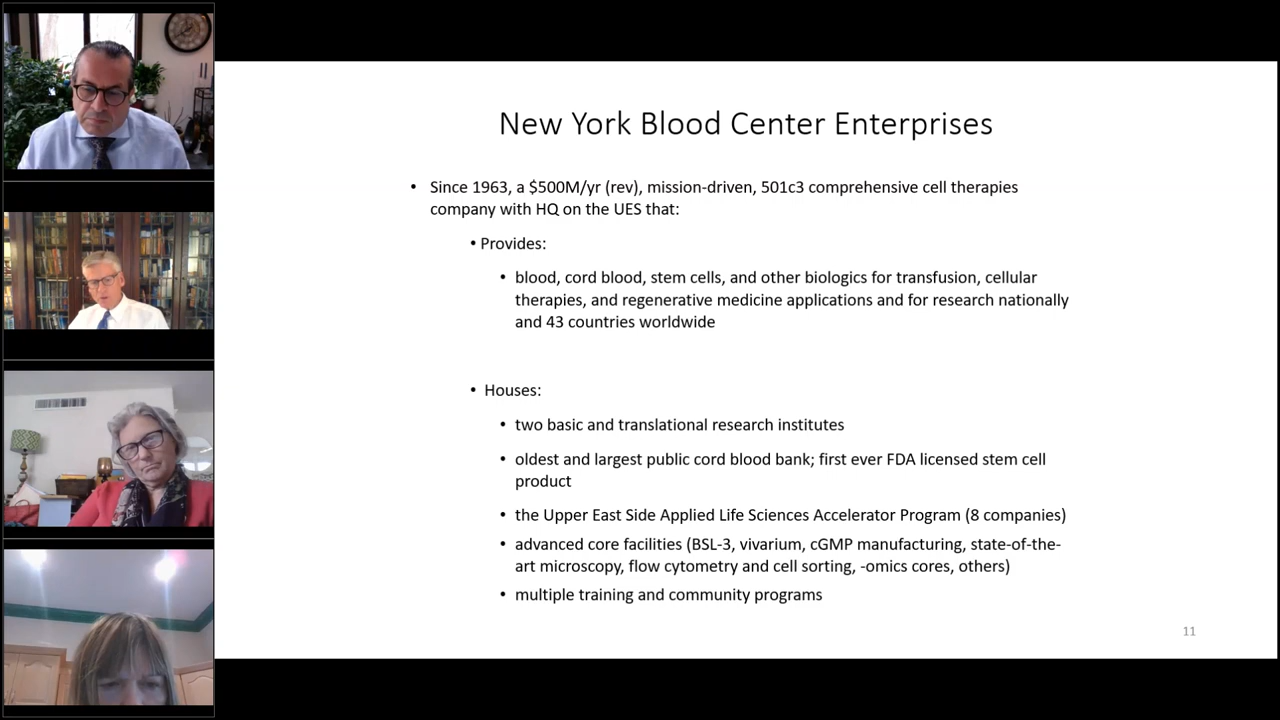 New York Blood Center Enterprises
• Since 1963, a $500M/yr (rev), mission-driven, 501c3 comprehensive cell therapies
company with HQ on the UES that:
• Provides:
• blood, cord blood, stem cells, and other biologics for transfusion, cellular
therapies, and regenerative medicine applications and for research nationally
and 43 countries worldwide
• Houses:
• two basic and translational research institutes
• oldest and largest public cord blood bank; first ever FDA licensed stem cell
product
• the Upper East Side Applied Life Sciences Accelerator Program (8 companies)
• advanced core facilities (BSL-3, vivarium, cGMP manufacturing, state-of-the-
art microscopy, flow cytometry and cell sorting, -omics cores, others)
• multiple training and community programs
11